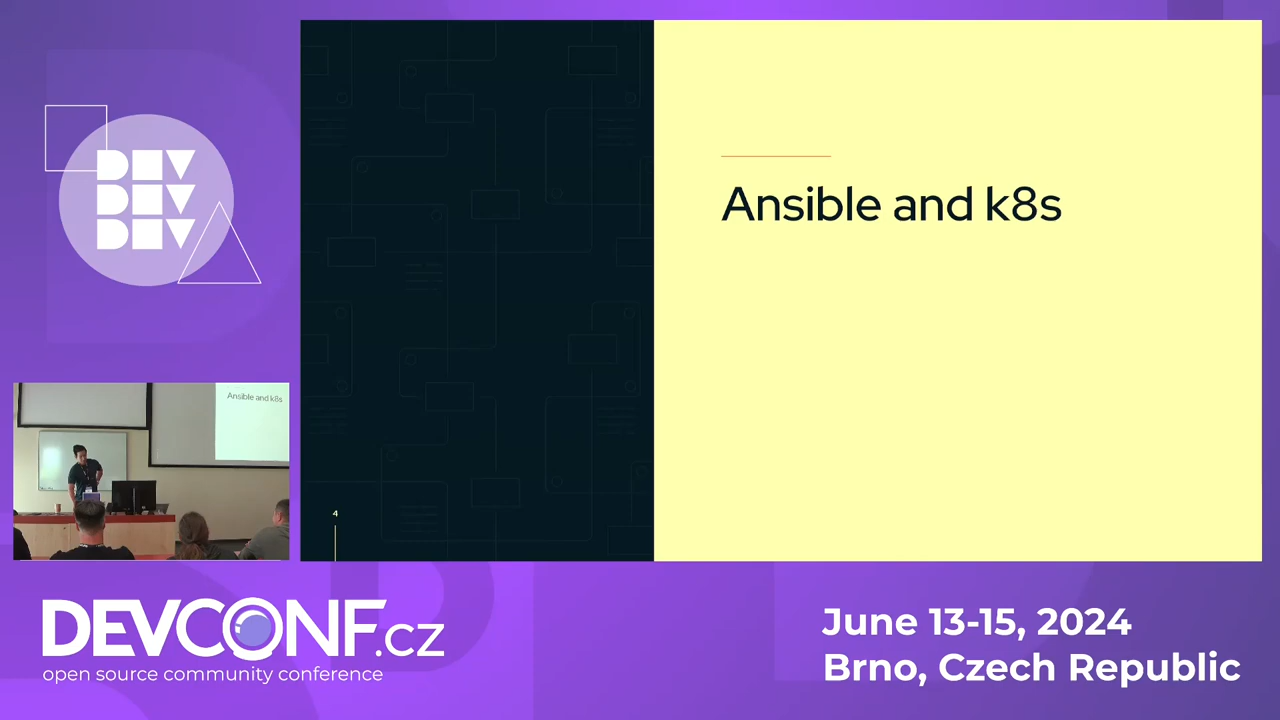 DEV
DEV
DEV
Ansible and k8s
4
Ansible and k8s
DEVCONF.cz
open source community conference
June 13-15, 2024
Brno, Czech Republic